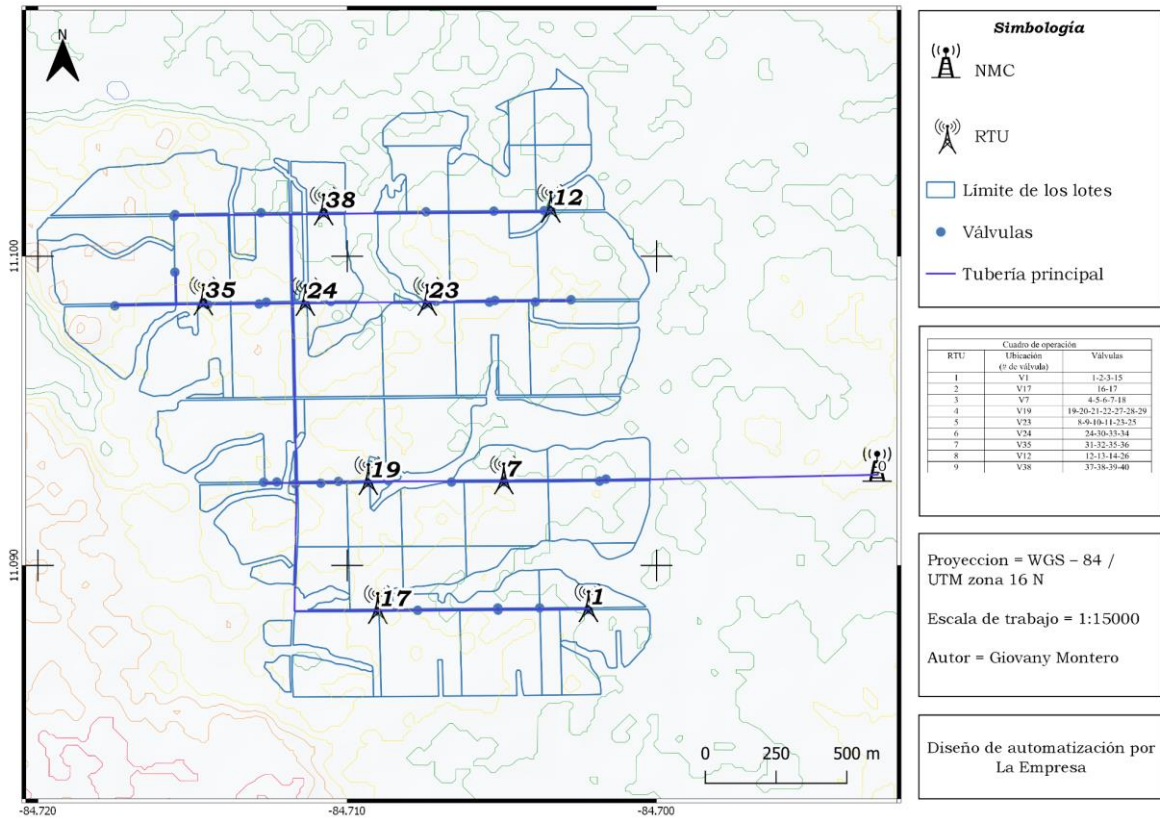 N
38
12
35
24
23
19
7
0
17
1
11.100
11.090
-84.720
-84.710
-84.700
0 250 500 m
Simbología
NMC
RTU
Límite de los lotes
Válvulas
Tubería principal
Cuadro de operación
RTU Ubicación (# de válvula) Válvulas
1 V1 1-2-3-15
2 V17 16-17
3 V7 4-5-6-7-18
4 V19 19-20-21-22-27-28-29
5 V23 8-9-10-11-23-25
6 V24 24-30-33-34
7 V35 31-32-35-36
8 V12 12-13-14-26
9 V38 37-38-39-40
Proyeccion = WGS – 84 /
UTM zona 16 N
Escala de trabajo = 1:15000
Autor = Giovany Montero
Diseño de automatización por
La Empresa